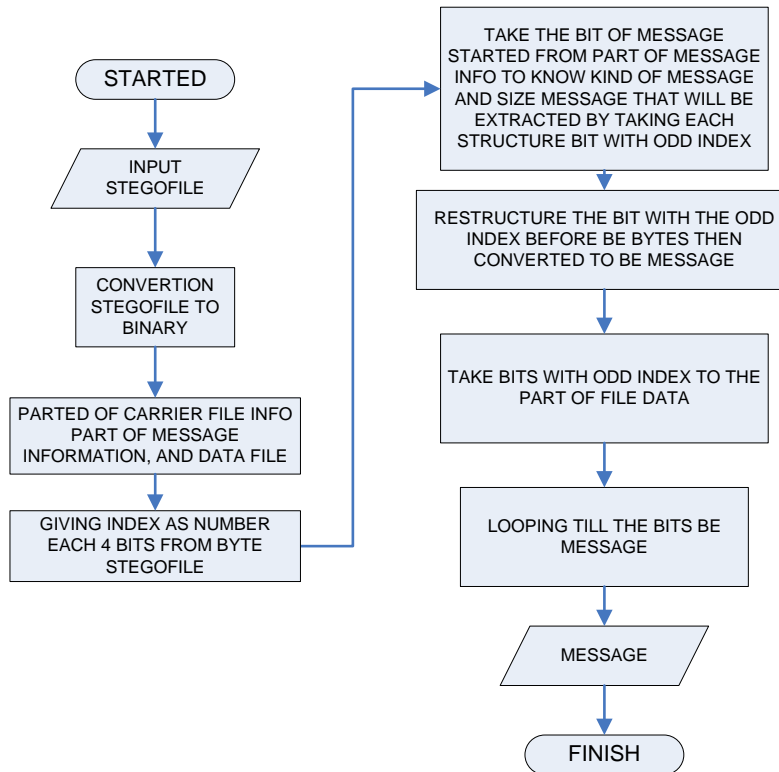 STARTED
INPUT
STEGOFILE
CONVERTION
STEGOFILE TO
BINARY
PARTED OF CARRIER FILE INFO
PART OF MESSAGE
INFORMATION, AND DATA FILE
GIVING INDEX AS NUMBER
EACH 4 BITS FROM BYTE
STEGOFILE
TAKE THE BIT OF MESSAGE
STARTED FROM PART OF MESSAGE
INFO TO KNOW KIND OF MESSAGE
AND SIZE MESSAGE THAT WILL BE
EXTRACTED BY TAKING EACH
STRUCTURE BIT WITH ODD INDEX
RESTRUCTURE THE BIT WITH THE ODD
INDEX BEFORE BE BYTES THEN
CONVERTED TO BE MESSAGE
TAKE BITS WITH ODD INDEX TO THE
PART OF FILE DATA
LOOPING TILL THE BITS BE
MESSAGE
MESSAGE
FINISH